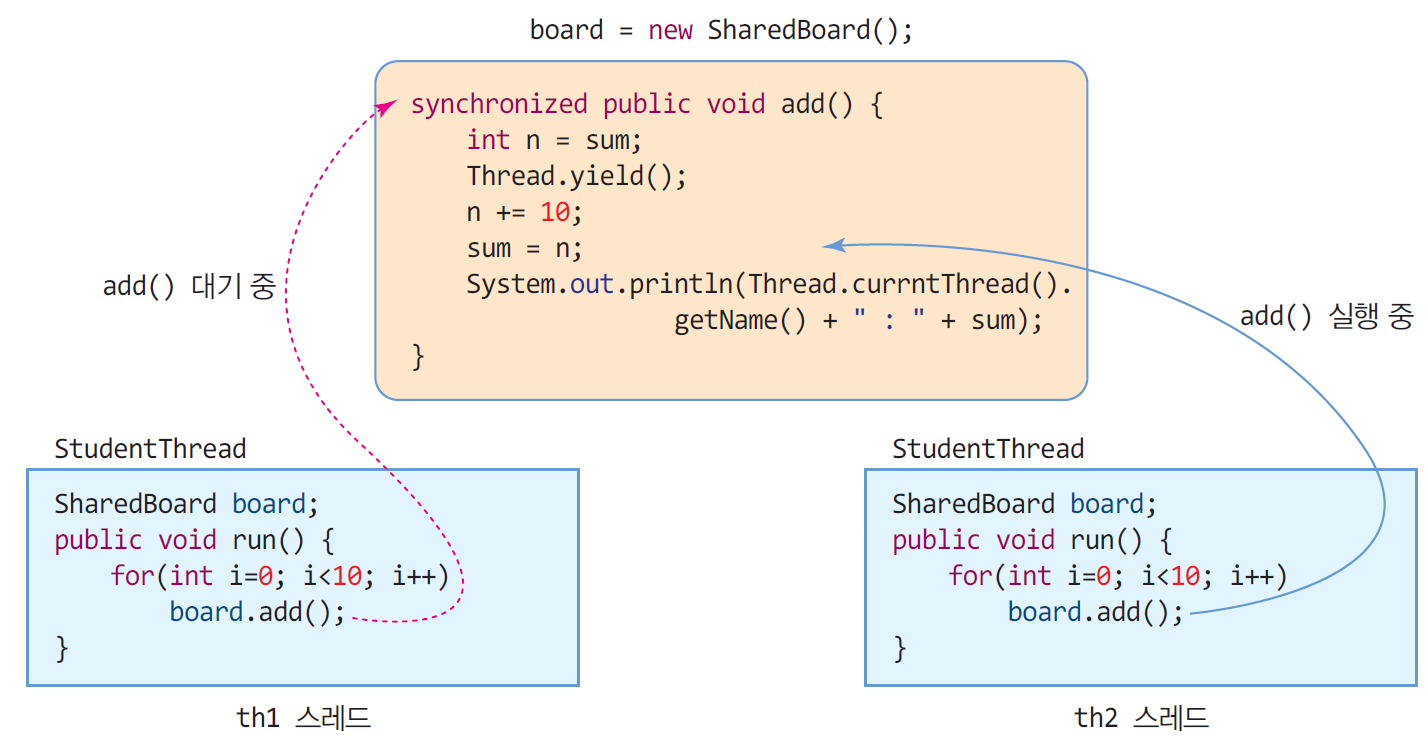 board = new SharedBoard();
synchronized public void add() {
int n = sum;
Thread.yield();
n += 10;
sum = n;
System.out.println(Thread.currntThread().
getName() + " : " + sum);
}
add() 대기 중
add() 실행 중
StudentThread
SharedBoard board;
public void run() {
for(int i=0; i<10; i++)
board.add();
}
th1 스레드
StudentThread
SharedBoard board;
public void run() {
for(int i=0; i<10; i++)
board.add();
}
th2 스레드